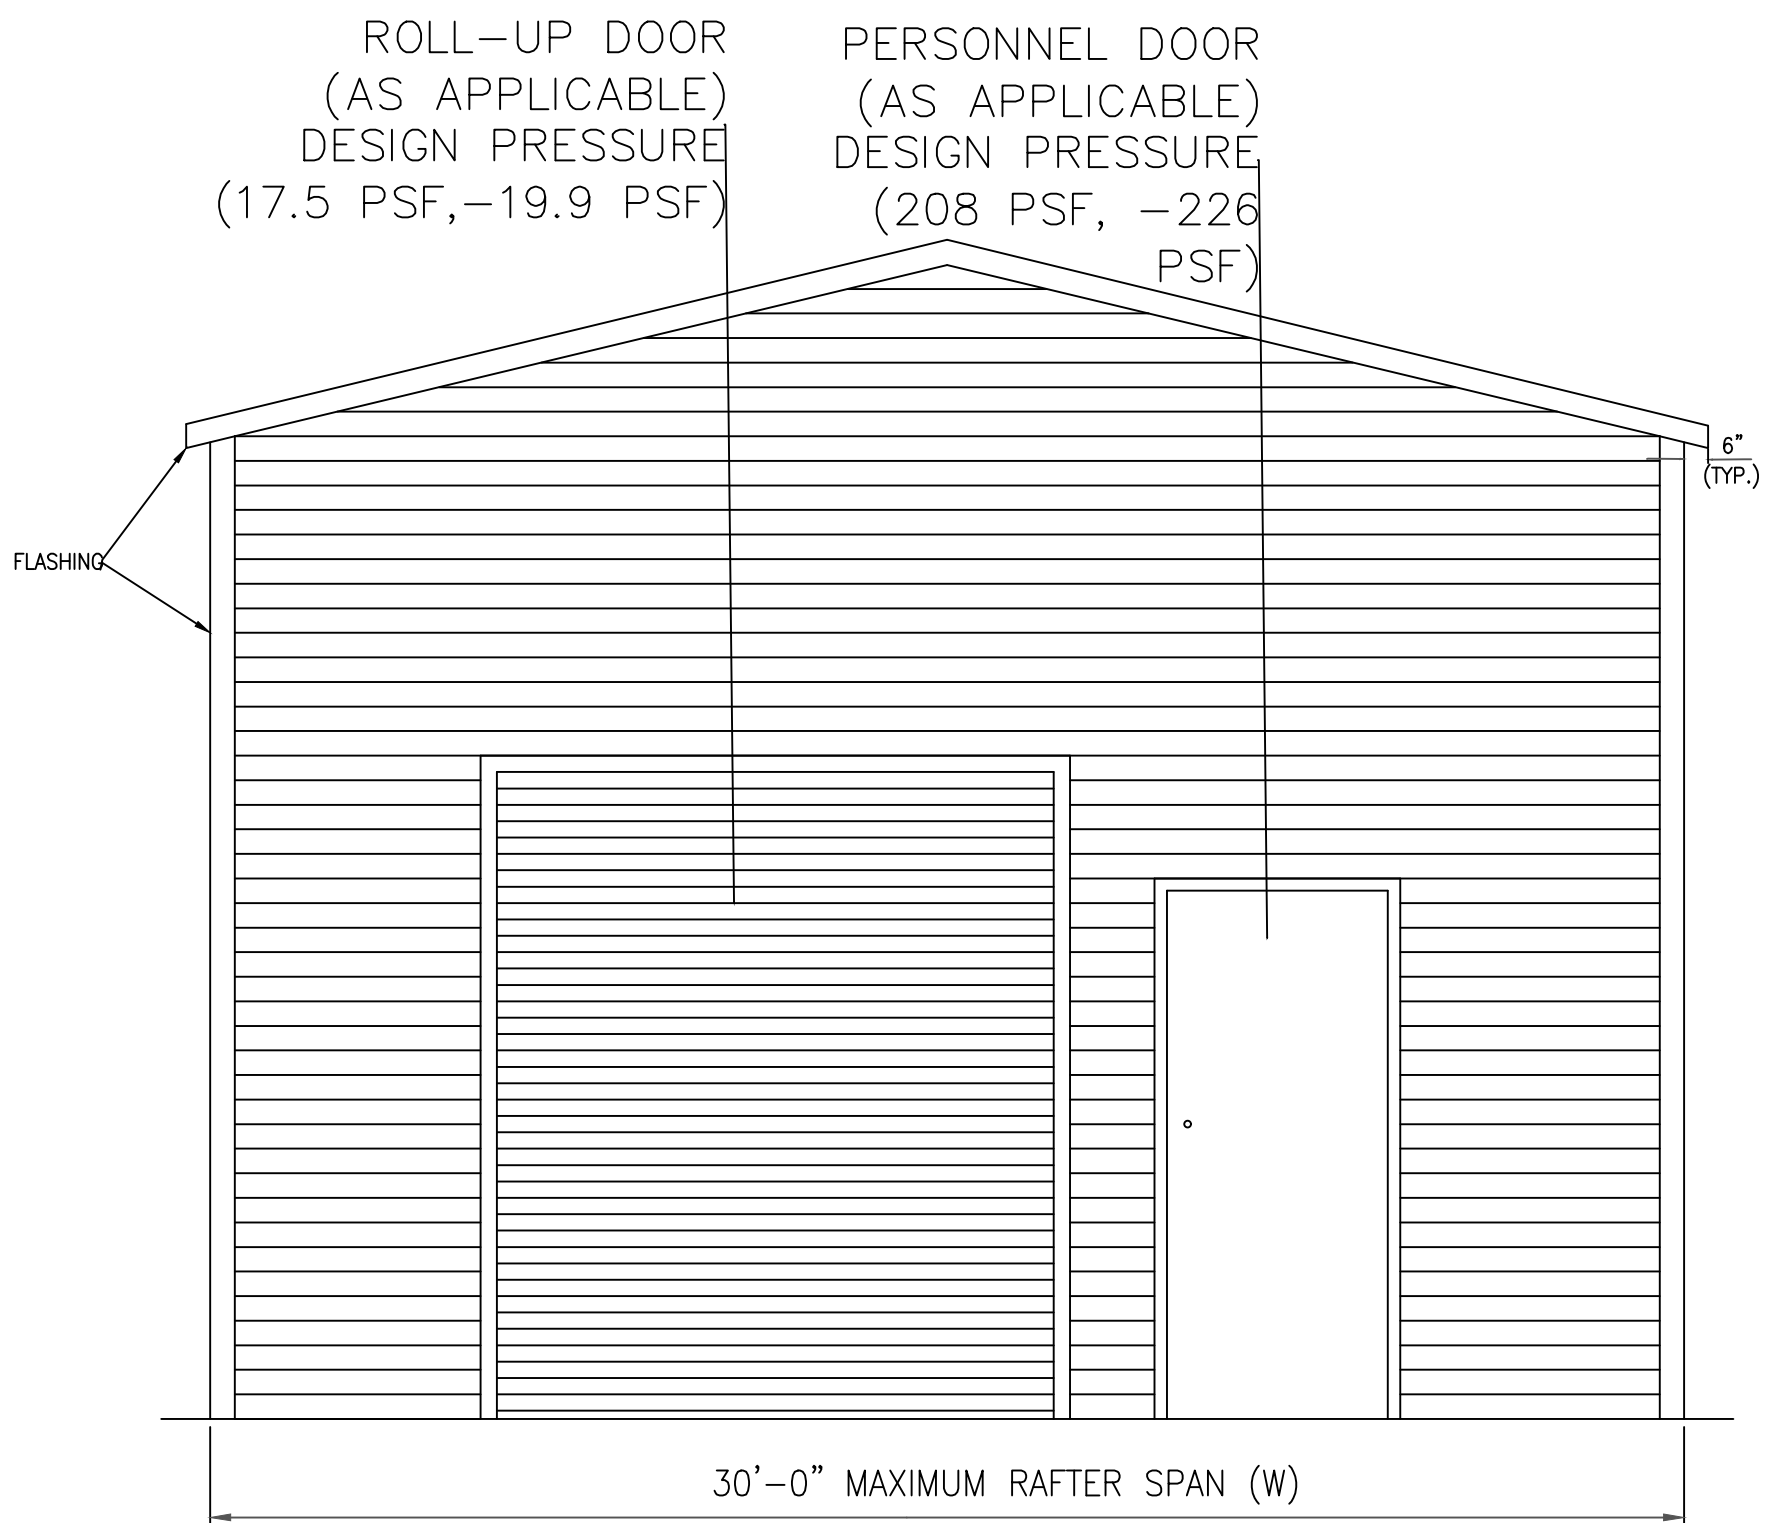 ROLL-UP DOOR
(AS APPLICABLE)
DESIGN PRESSURE
(17.5 PSF,-19.9 PSF)
PERSONNEL DOOR
(AS APPLICABLE)
DESIGN PRESSURE
(208 PSF, -226
PSF)
6"
(TYP.)
FLASHING
30'-0" MAXIMUM RAFTER SPAN (W)